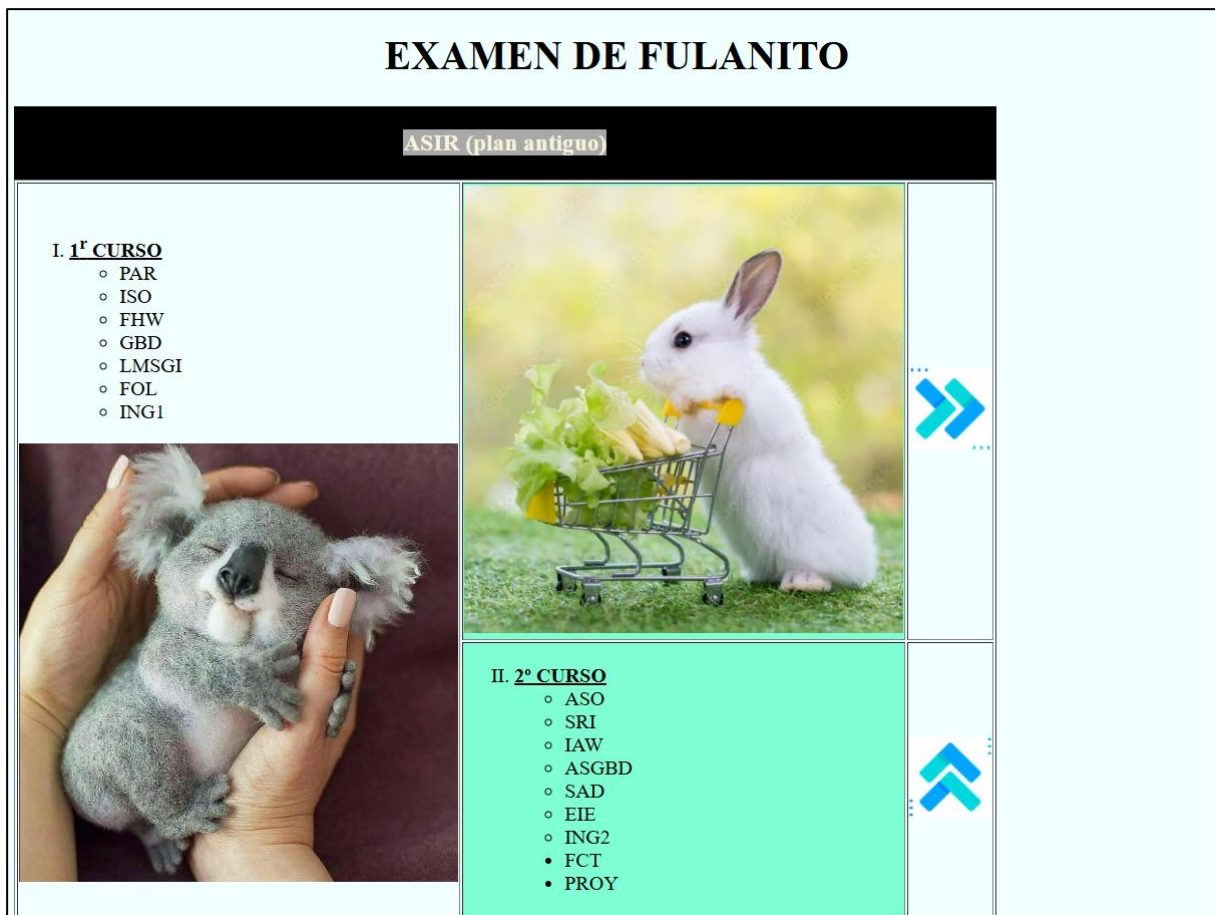 EXAMEN DE FULANITO
ASIR (plan antiguo)
I. 1r CURSO
PAR
ISO
FHW
GBD
LMSGI
FOL
ING1
II. 2º CURSO
ASO
SRI
IAW
ASGBD
SAD
EIE
ING2
FCT
PROY